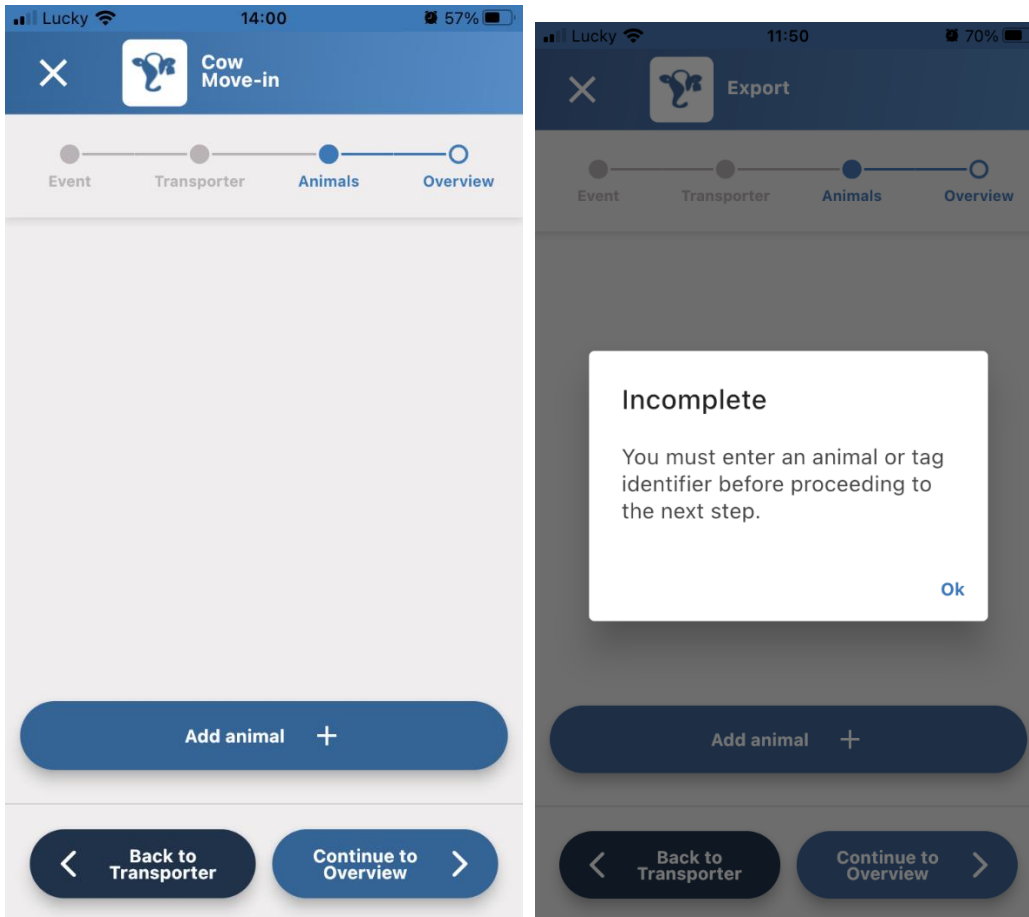 Lucky 14:00 57%
Cow
Move-in
Event Transporter Animals Overview
Add animal +
Back to
Transporter
Continue to
Overview
Lucky 11:50 70%
Export
Event Transporter Animals Overview
Incomplete
You must enter an animal or tag
identifier before proceeding to
the next step.
Ok
Add animal +
Back to
Transporter
Continue to
Overview